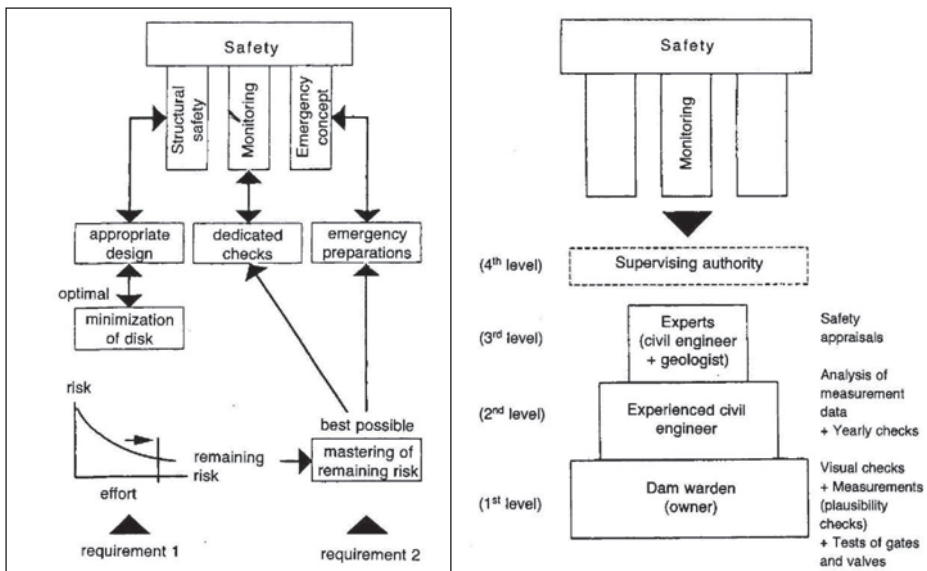 Safety
Structural
safety
Monitoring
Emergency
concept
appropriate
design
dedicated
checks
emergency
preparations
optimal
minimization
of disk
risk
best possible
remaining
risk
mastering of
remaining risk
effort
requirement 1
requirement 2
Safety
Monitoring
(4th level)
Supervising authority
(3rd level)
Experts
(civil engineer
+ geologist)
Safety
appraisals
(2nd level)
Experienced civil
engineer
Analysis of
measurement
data
+ Yearly checks
(1st level)
Dam warden
(owner)
Visual checks
+ Measurements
(plausibility
checks)
+ Tests of gates
and valves